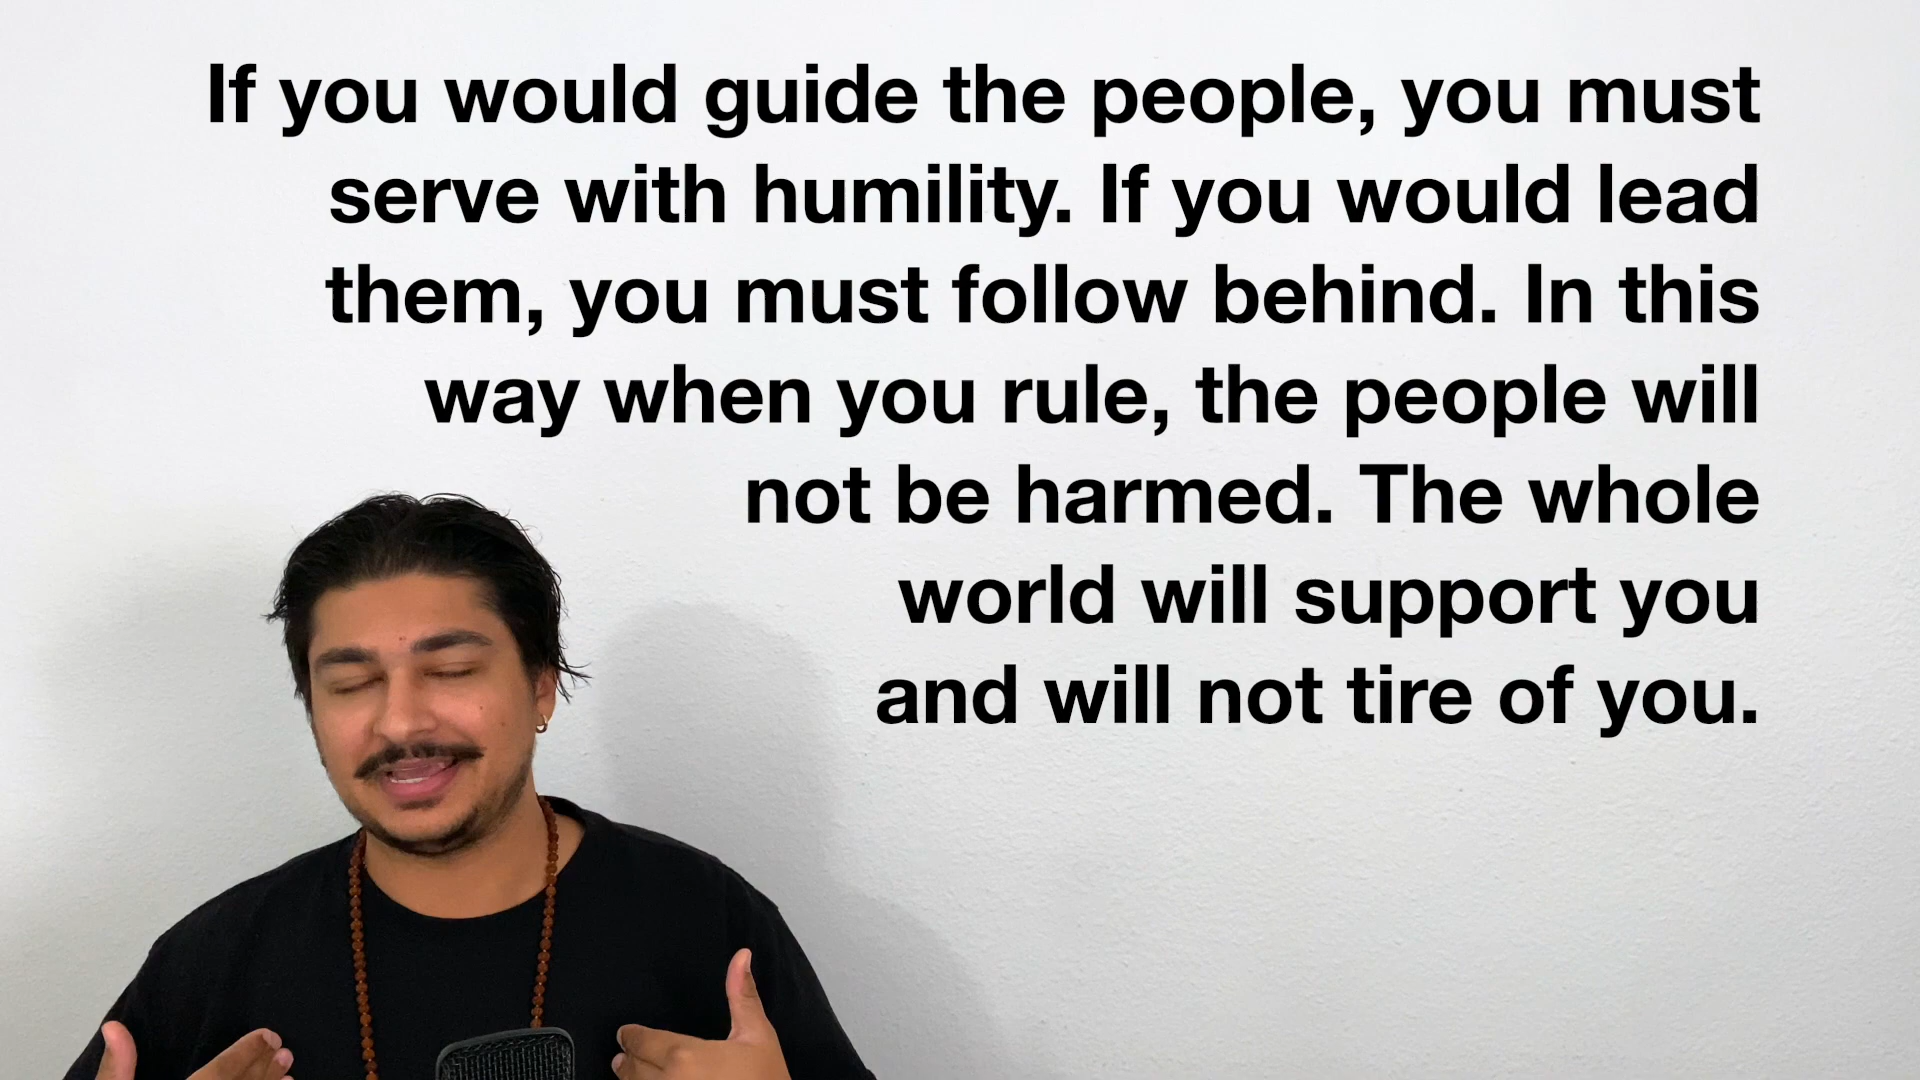 If you would guide the people, you must
serve with humility. If you would lead
them, you must follow behind. In this
way when you rule, the people will
not be harmed. The whole
world will support you
and will not tire of you.